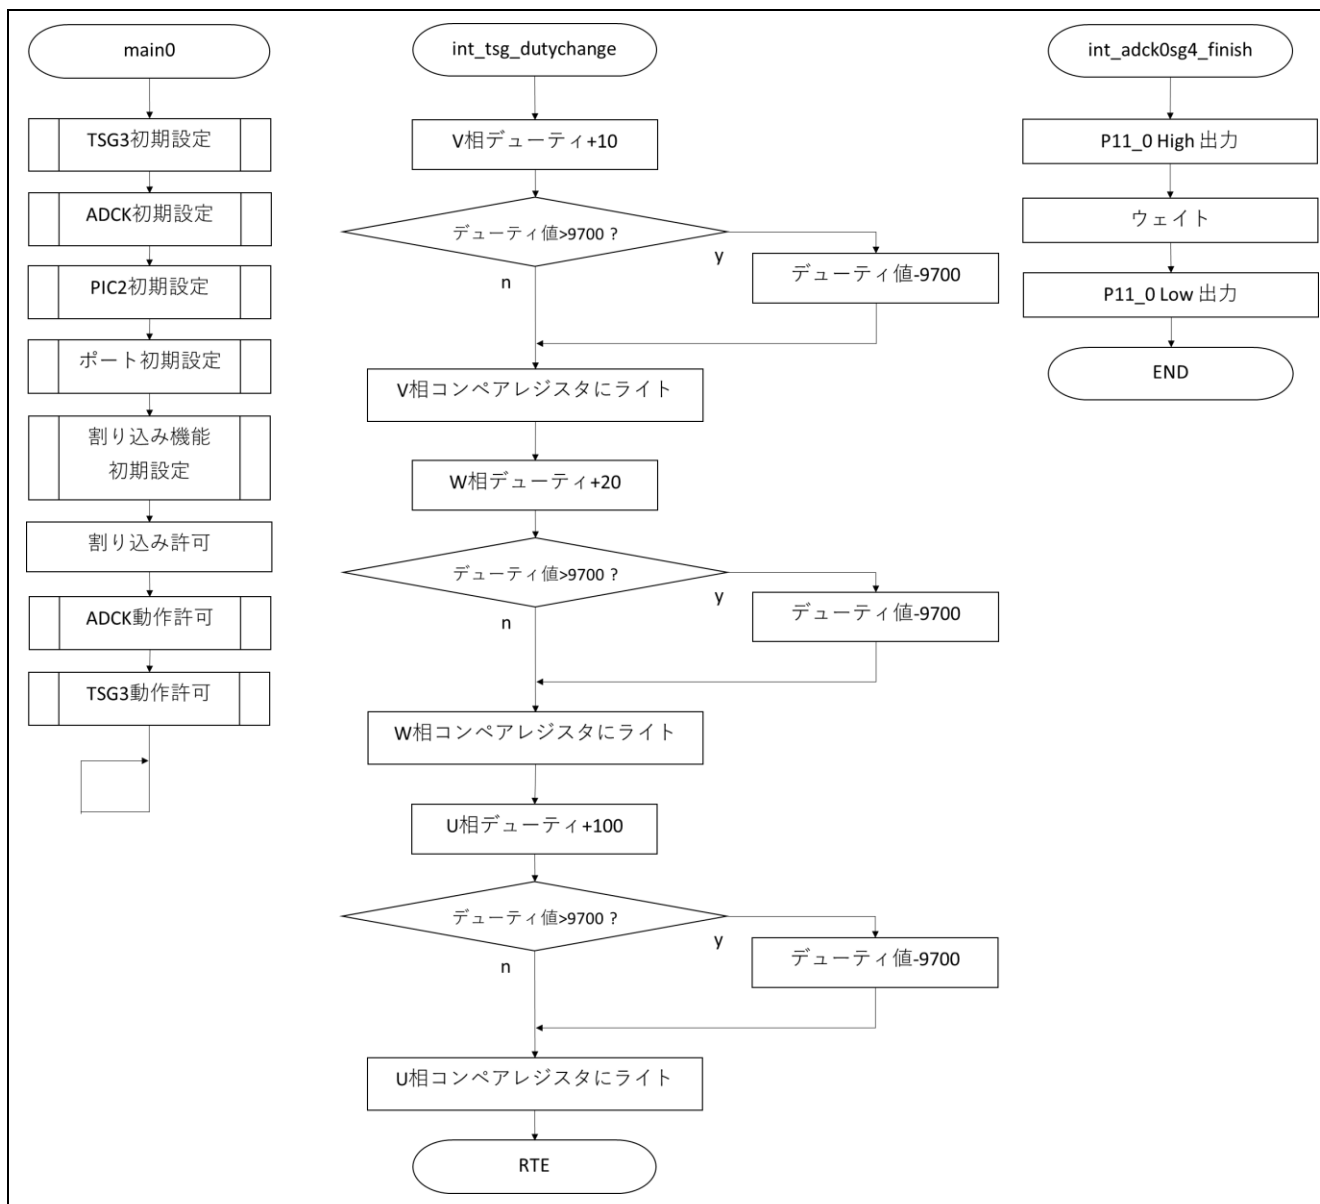 main0
TSG3初期設定
ADCK初期設定
PIC2初期設定
ポート初期設定
割り込み機能
初期設定
割り込み許可
ADCK動作許可
TSG3動作許可
int_tsg_dutychange
V相デューティ+10
デューティ値>9700 ?
y
n
デューティ値-9700
V相コンペアレジスタにライト
W相デューティ+20
デューティ値>9700 ?
y
n
デューティ値-9700
W相コンペアレジスタにライト
U相デューティ+100
デューティ値>9700 ?
y
n
デューティ値-9700
U相コンペアレジスタにライト
RTE
int_adck0sg4_finish
P11_0 High 出力
ウェイト
P11_0 Low 出力
END